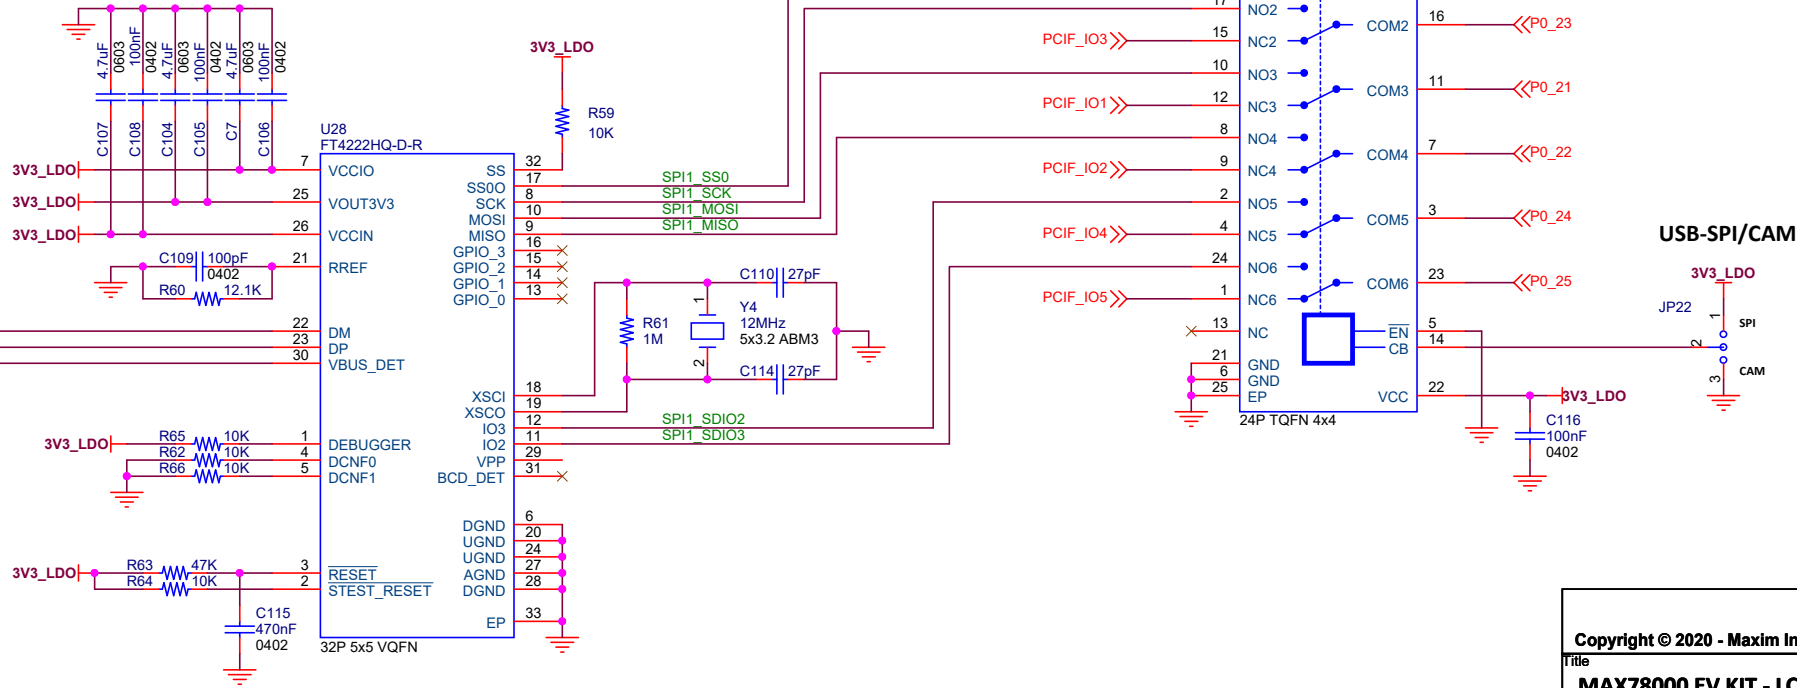 4.7uF
0603
100nF
0402
4.7uF
0603
100nF
0402
4.7uF
0603
100nF
0402
C107
C108
C104
C105
C7
C106
3V3_LDO
3V3_LDO
3V3_LDO
C109 100pF
0402
R60 12.1K
3V3_LDO
R65 10K
R62 10K
R66 10K
3V3_LDO
R63 47K
R64 10K
C115
470nF
0402
U28
FT4222HQ-D-R
7 VCCIO
25 VOUT3V3
26 VCCIN
21 RREF
22 DM
23 DP
30 VBUS_DET
1 DEBUGGER
4 DCNF0
5 DCNF1
3 RESET
2 STEST_RESET
SS 32
SS0O 17
SCK 8
MOSI 10
MISO 9
GPIO_3 16
GPIO_2 15
GPIO_1 14
GPIO_0 13
XSCI 18
XSCO 19
IO3 12
IO2 11
VPP 29
BCD_DET 31
DGND 6
UGND 20
UGND 24
AGND 27
DGND 28
EP 33
32P 5x5 VQFN
3V3_LDO
R59
10K
SPI1_SS0
SPI1_SCK
SPI1_MOSI
SPI1_MISO
C110 27pF
R61
1M
1
2
Y4
12MHz
5x3.2 ABM3
C114 27pF
SPI1_SDIO2
SPI1_SDIO3
PCIF_IO3
PCIF_IO1
PCIF_IO2
PCIF_IO4
PCIF_IO5
17 NO2
15 NC2
10 NO3
12 NC3
8 NO4
9 NC4
2 NO5
4 NC5
24 NO6
1 NC6
13 NC
21 GND
6 GND
25 EP
COM2 16 P0_23
COM3 11 P0_21
COM4 7 P0_22
COM5 3 P0_24
COM6 23 P0_25
EN 5
CB 14
VCC 22
24P TQFN 4x4
3V3_LDO
C116
100nF
0402
USB-SPI/CAM
3V3_LDO
JP22
1
SPI
2
3
CAM
Copyright © 2020 - Maxim In
Title
MAX78000 EV KIT - LC